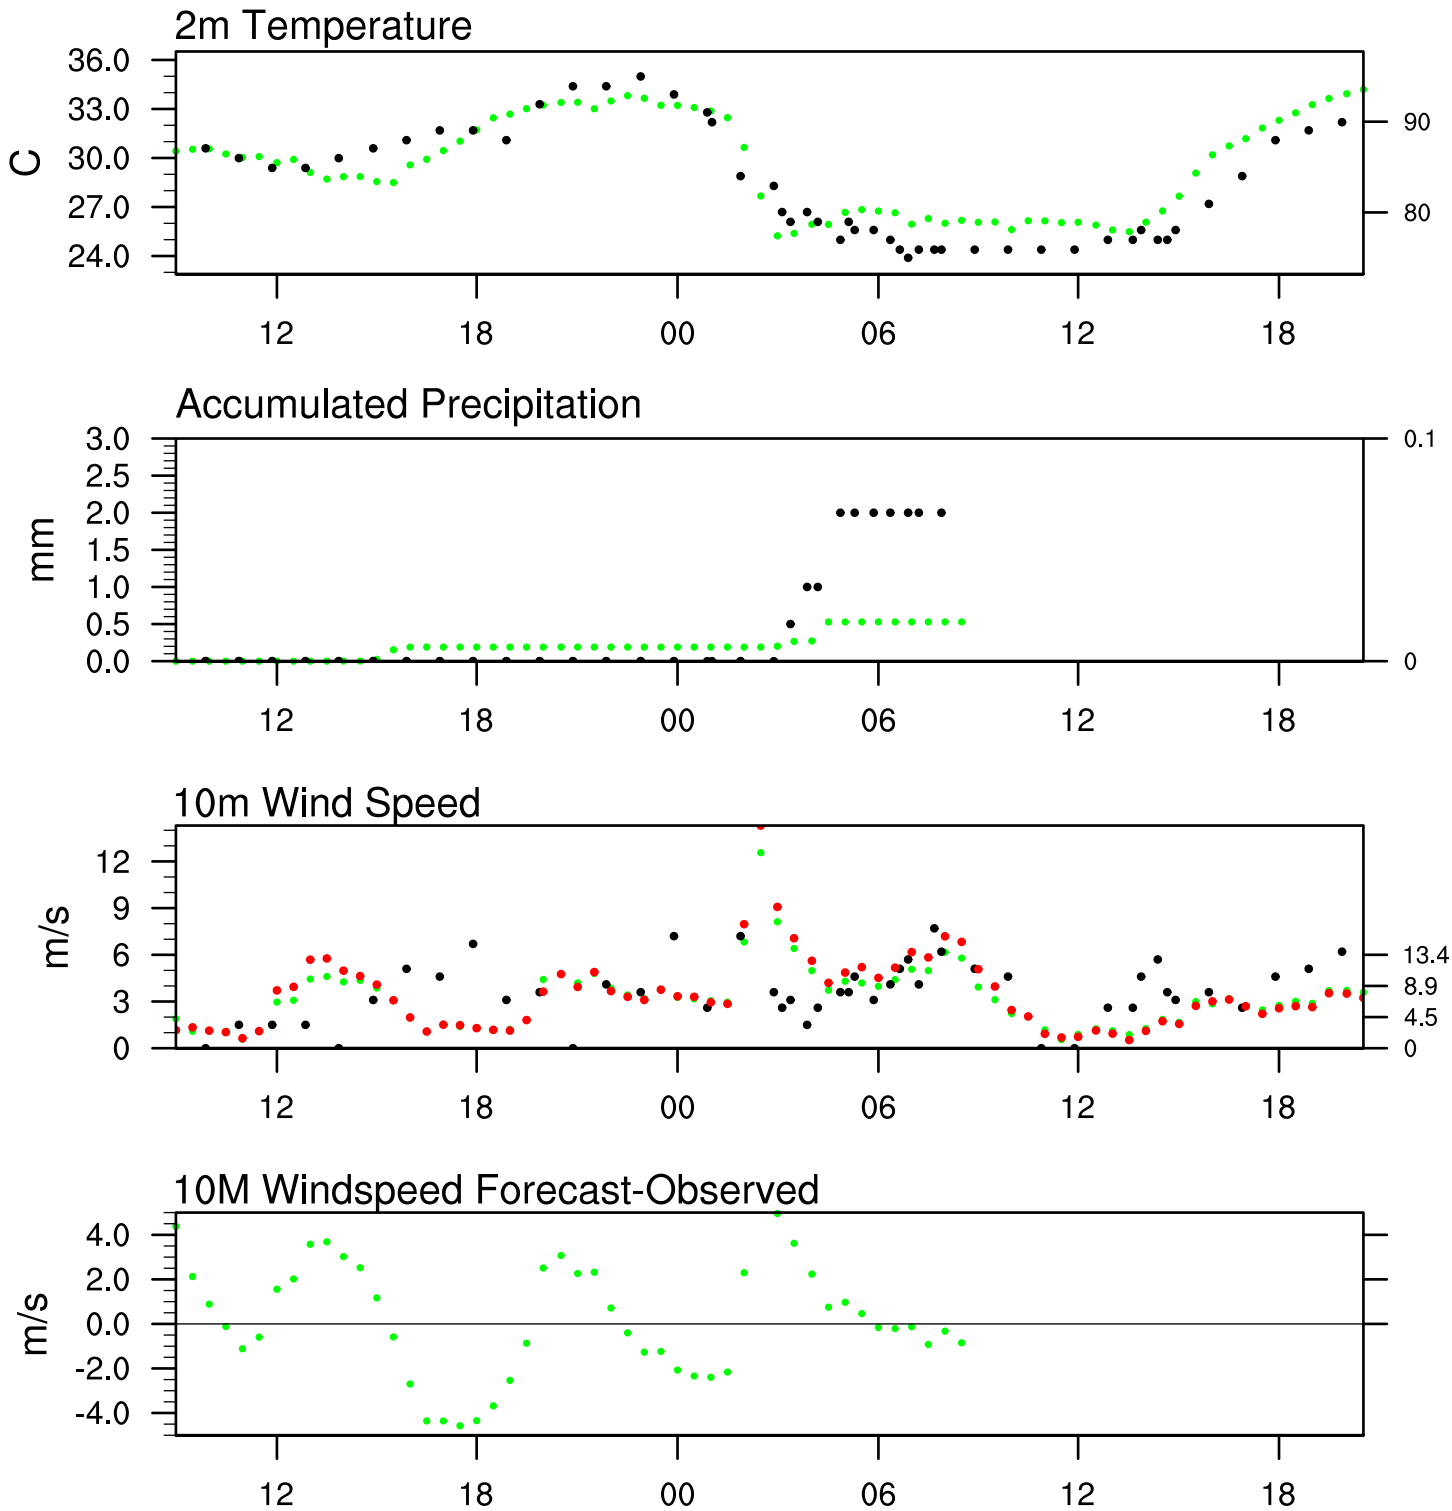 2m Temperature
36.0
33.0
30.0
27.0
24.0
C
90
80
12 18 00 06 12 18
Accumulated Precipitation
3.0
2.5
2.0
1.5
1.0
0.5
0.0
mm
0.1
0
12 18 00 06 12 18
10m Wind Speed
12
9
6
3
0
m/s
13.4
8.9
4.5
0
12 18 00 06 12 18
10M Windspeed Forecast-Observed
4.0
2.0
0.0
-2.0
-4.0
m/s
12 18 00 06 12 18